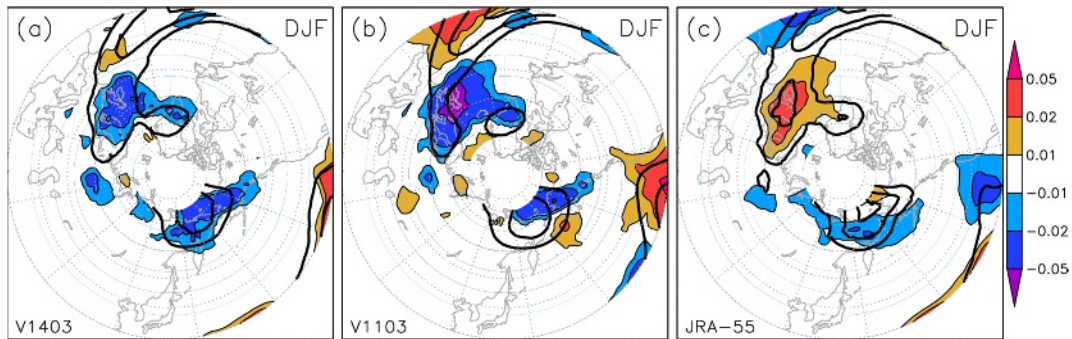 (a) DJF
V1403
(b) DJF
V1103
(c) DJF
JRA-55
0.05
0.02
0.01
-0.01
-0.02
-0.05